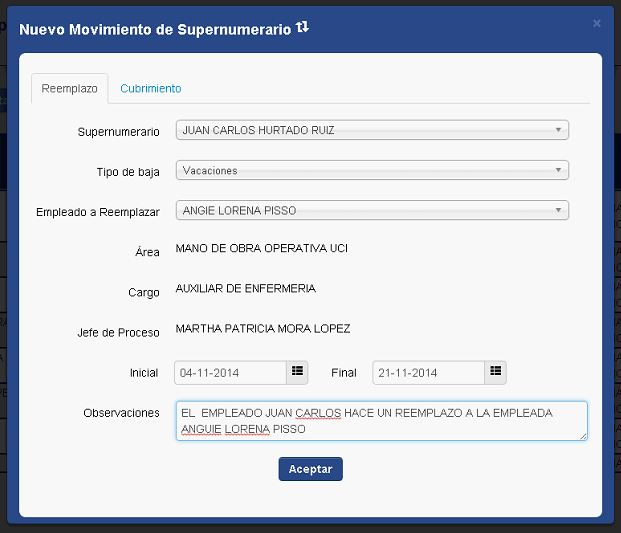 Nuevo Movimiento de Supernumerario
×
Reemplazo Cubrimiento
Supernumerario JUAN CARLOS HURTADO RUIZ
Tipo de baja Vacaciones
Empleado a Reemplazar ANGIE LORENA PISSO
Área MANO DE OBRA OPERATIVA UCI
Cargo AUXILIAR DE ENFERMERIA
Jefe de Proceso MARTHA PATRICIA MORA LOPEZ
Inicial 04-11-2014 Final 21-11-2014
Observaciones EL EMPLEADO JUAN CARLOS HACE UN REEMPLAZO A LA EMPLEADA
ANGUIE LORENA PISSO
Aceptar